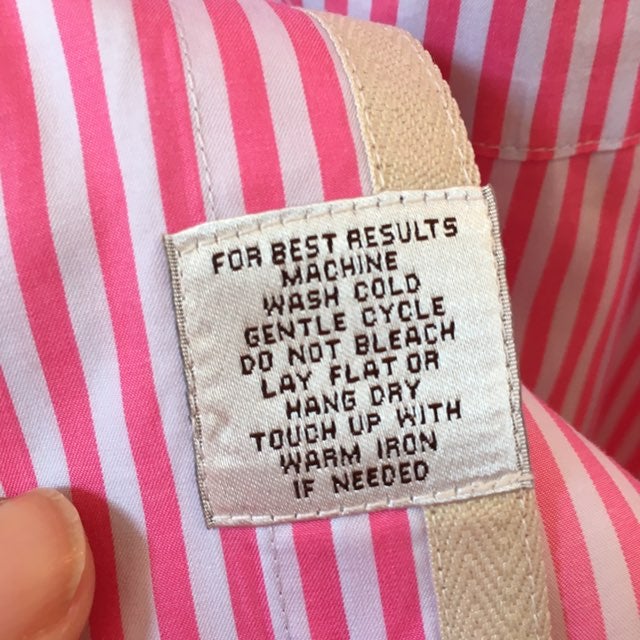 FOR BEST RESULTS
MACHINE
WASH COLD
GENTLE CYCLE
DO NOT BLEACH
LAY FLAT OR
HANG DRY
TOUCH UP WITH
WARM IRON
IF NEEDED